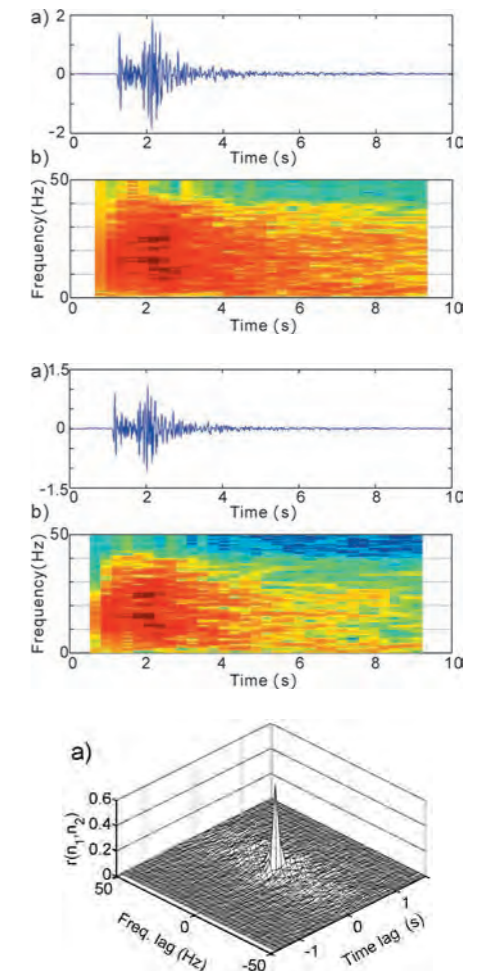 a) 2
0
-2
0 2 4 6 8 10
Time (s)
b)
50
Frequency(Hz)
0
0 2 4 6 8 10
Time (s)
a) 1.5
0
-1.5
0 2 4 6 8 10
Time (s)
b)
50
Frequency (Hz)
0
0 2 4 6 8 10
Time (s)
a)
r(n1,n2)
0.6
0.4
0.2
0
50
0
-50
Freq. lag (Hz)
-1
0
1
Time lag (s)